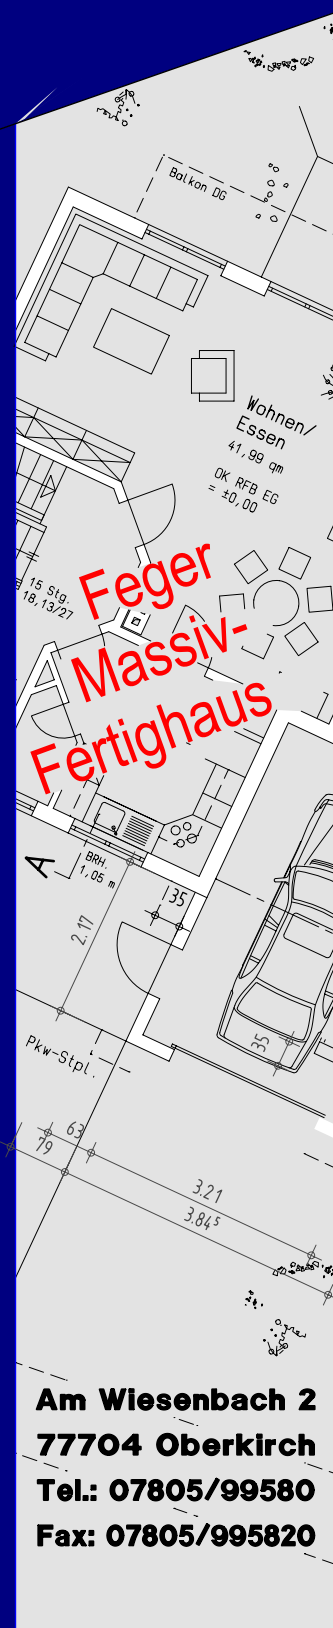 Balkon DG
Wohnen/
Essen
41,99 qm
OK RFB EG
= ±0,00
15 Stg.
18,13/27
Feger
Massiv-
Fertighaus
A
BRH.
1,05 m
35
2.17
35
Pkw-Stpl.
63
79
3.21
3.84⁵
Am Wiesenbach 2
77704 Oberkirch
Tel.: 07805/99580
Fax: 07805/995820